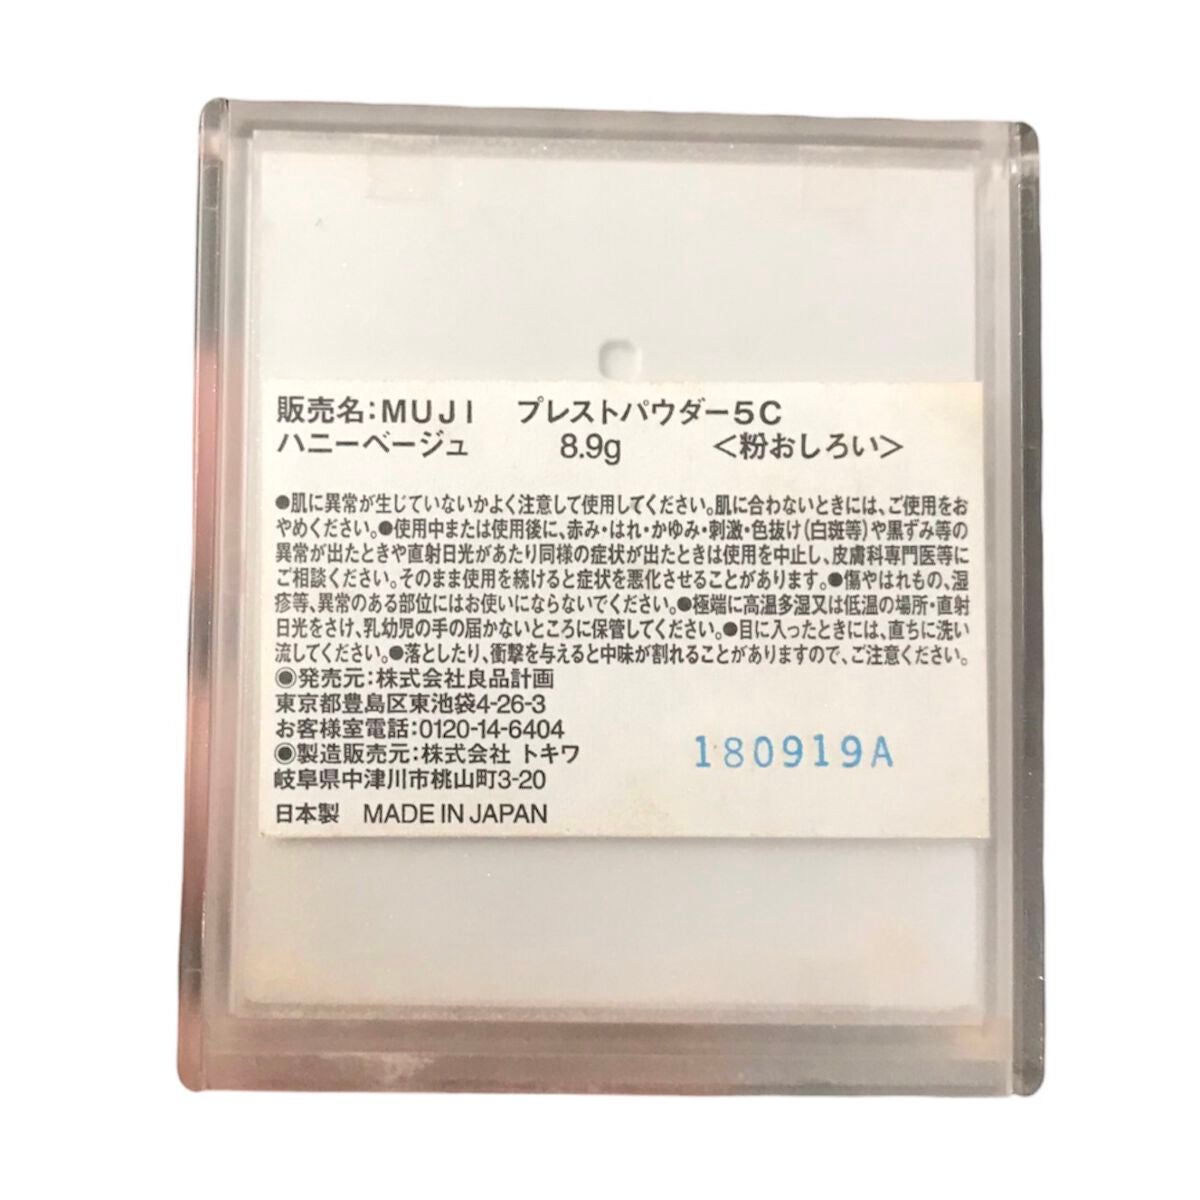 販売名：MUJI　プレストパウダー5C
ハニーベージュ　8.9g　＜粉おしろい＞
●肌に異常が生じていないかよく注意して使用してください。肌に合わないときには、ご使用をお
やめください。●使用中または使用後に、赤み・はれ・かゆみ・刺激・色抜け（白斑等）や黒ずみ等の
異常が出たときや直射日光があたり同様の症状が出たときは使用を中止し、皮膚科専門医等に
ご相談ください。そのまま使用を続けると症状を悪化させることがあります。●傷やはれもの、湿
疹等、異常のある部位にはお使いにならないでください。●極端に高温多湿又は低温の場所・直射
日光をさけ、乳幼児の手の届かないところに保管してください。●目に入ったときには、直ちに洗い
流してください。●落としたり、衝撃を与えると中味が割れることがありますので、ご注意ください。
◉発売元：株式会社良品計画
東京都豊島区東池袋4-26-3
お客様室電話：0120-14-6404
◉製造販売元：株式会社 トキワ
岐阜県中津川市桃山町3-20
180919A
日本製　MADE IN JAPAN